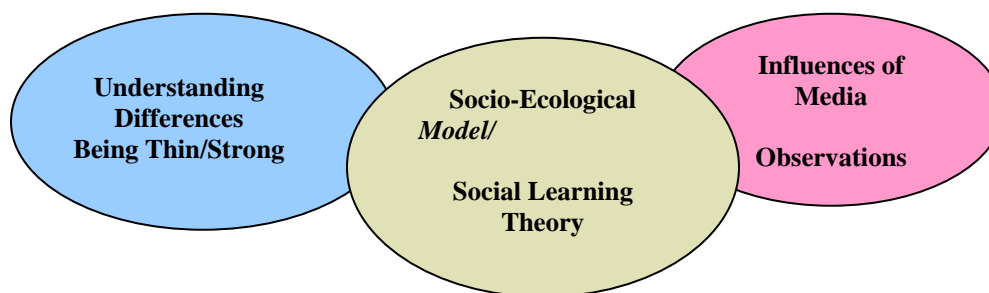 Understanding
Differences
Being Thin/Strong
Socio-Ecological
Model/
Social Learning
Theory
Influences of
Media
Observations